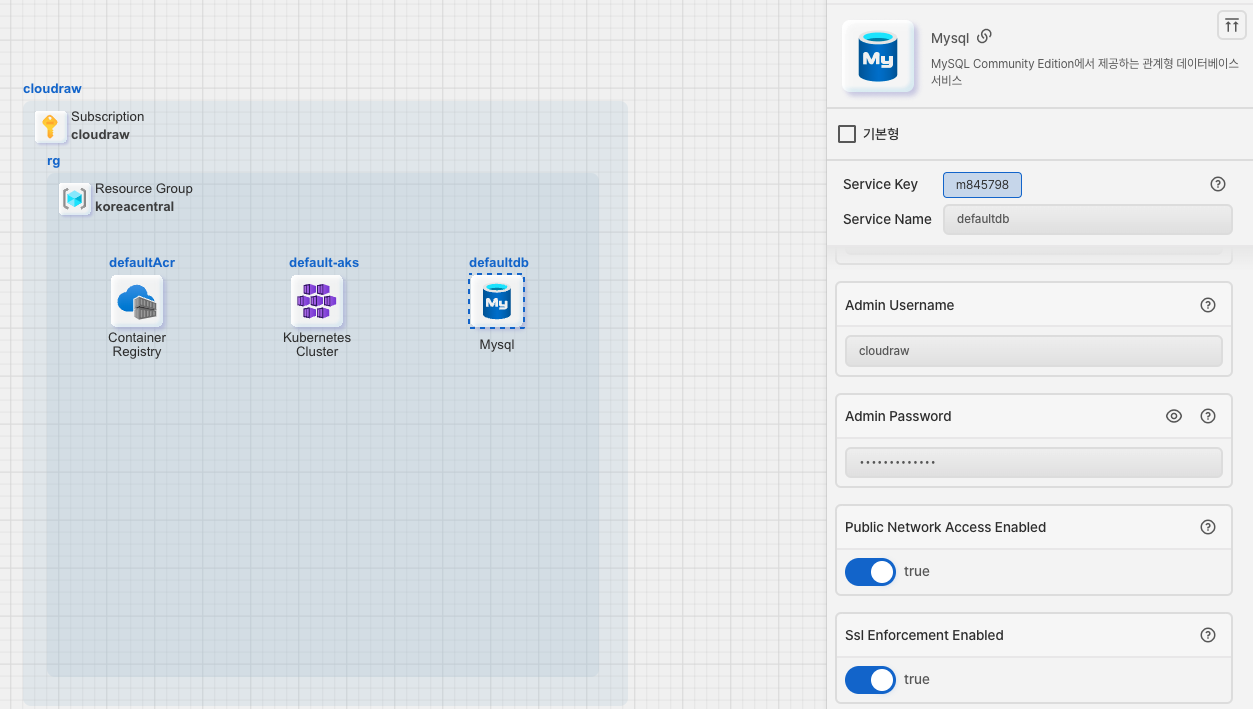 cloudraw
Subscription
cloudraw
rg
Resource Group
koreacentral
defaultAcr
Container
Registry
default-aks
Kubernetes
Cluster
defaultdb
My
Mysql
My
Mysql
MySQL Community Edition에서 제공하는 관계형 데이터베이스
서비스
기본형
Service Key
m845798
Service Name
defaultdb
Admin Username
cloudraw
Admin Password
•••••••••••••
Public Network Access Enabled
true
Ssl Enforcement Enabled
true